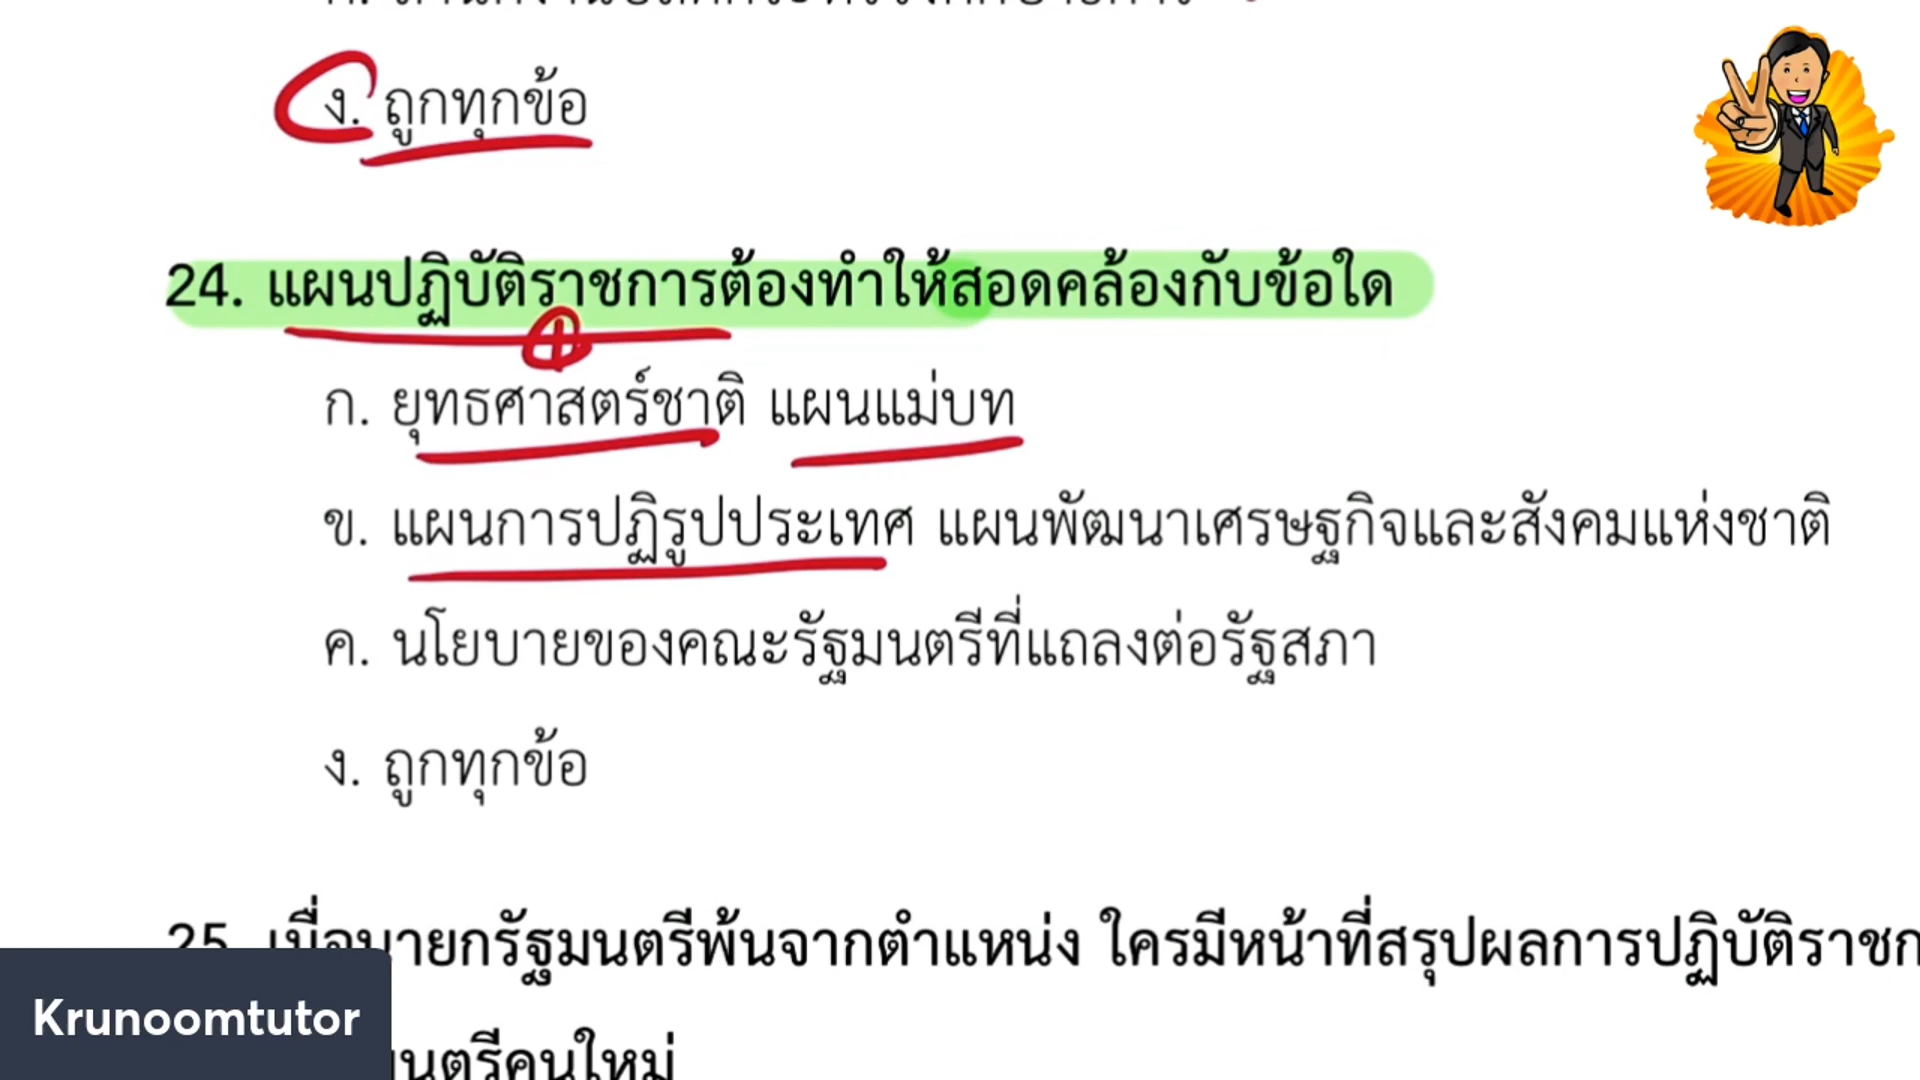 ง. ถูกทุกข้อ
24. แผนปฏิบัติราชการต้องทำให้สอดคล้องกับข้อใด
ก. ยุทธศาสตร์ชาติ แผนแม่บท
ข. แผนการปฏิรูปประเทศ แผนพัฒนาเศรษฐกิจและสังคมแห่งชาติ
ค. นโยบายของคณะรัฐมนตรีที่แถลงต่อรัฐสภา
ง. ถูกทุกข้อ
25. เมื่อนายกรัฐมนตรีพ้นจากตำแหน่ง ใครมีหน้าที่สรุปผลการปฏิบัติราชก
นตรีคนใหม่
Krunoomtutor